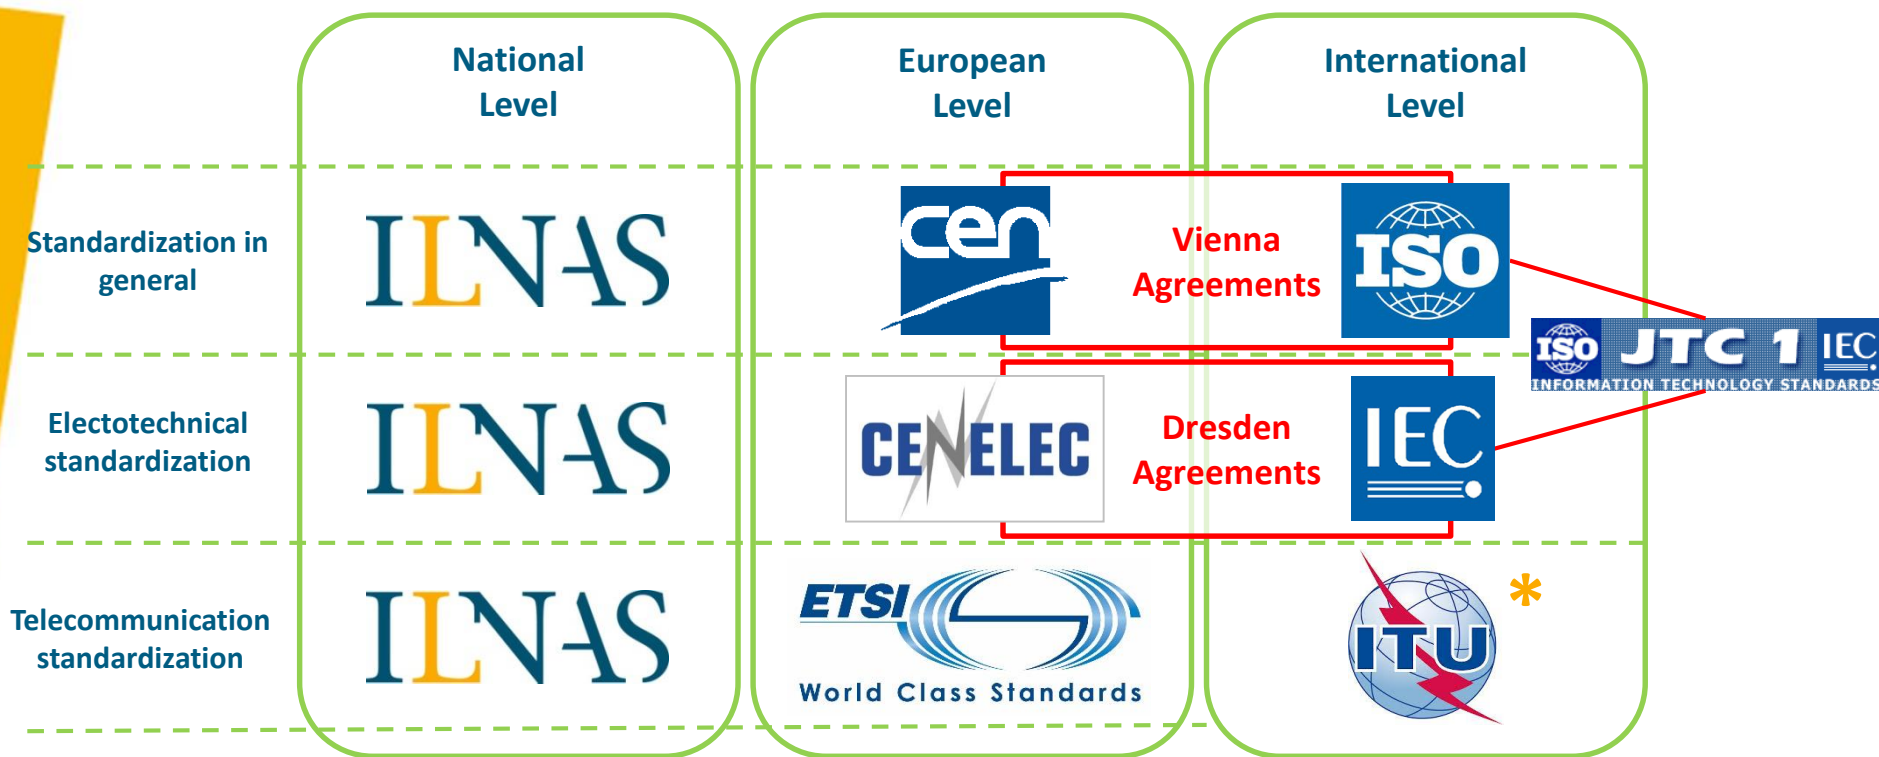 National
Level
European
Level
International
Level
Standardization in
general
ILNAS
cen
Vienna
Agreements
ISO
ISO JTC 1 IEC
INFORMATION TECHNOLOGY STANDARDS
Electotechnical
standardization
ILNAS
CENELEC
Dresden
Agreements
IEC
Telecommunication
standardization
ILNAS
ETSI
World Class Standards
ITU
*